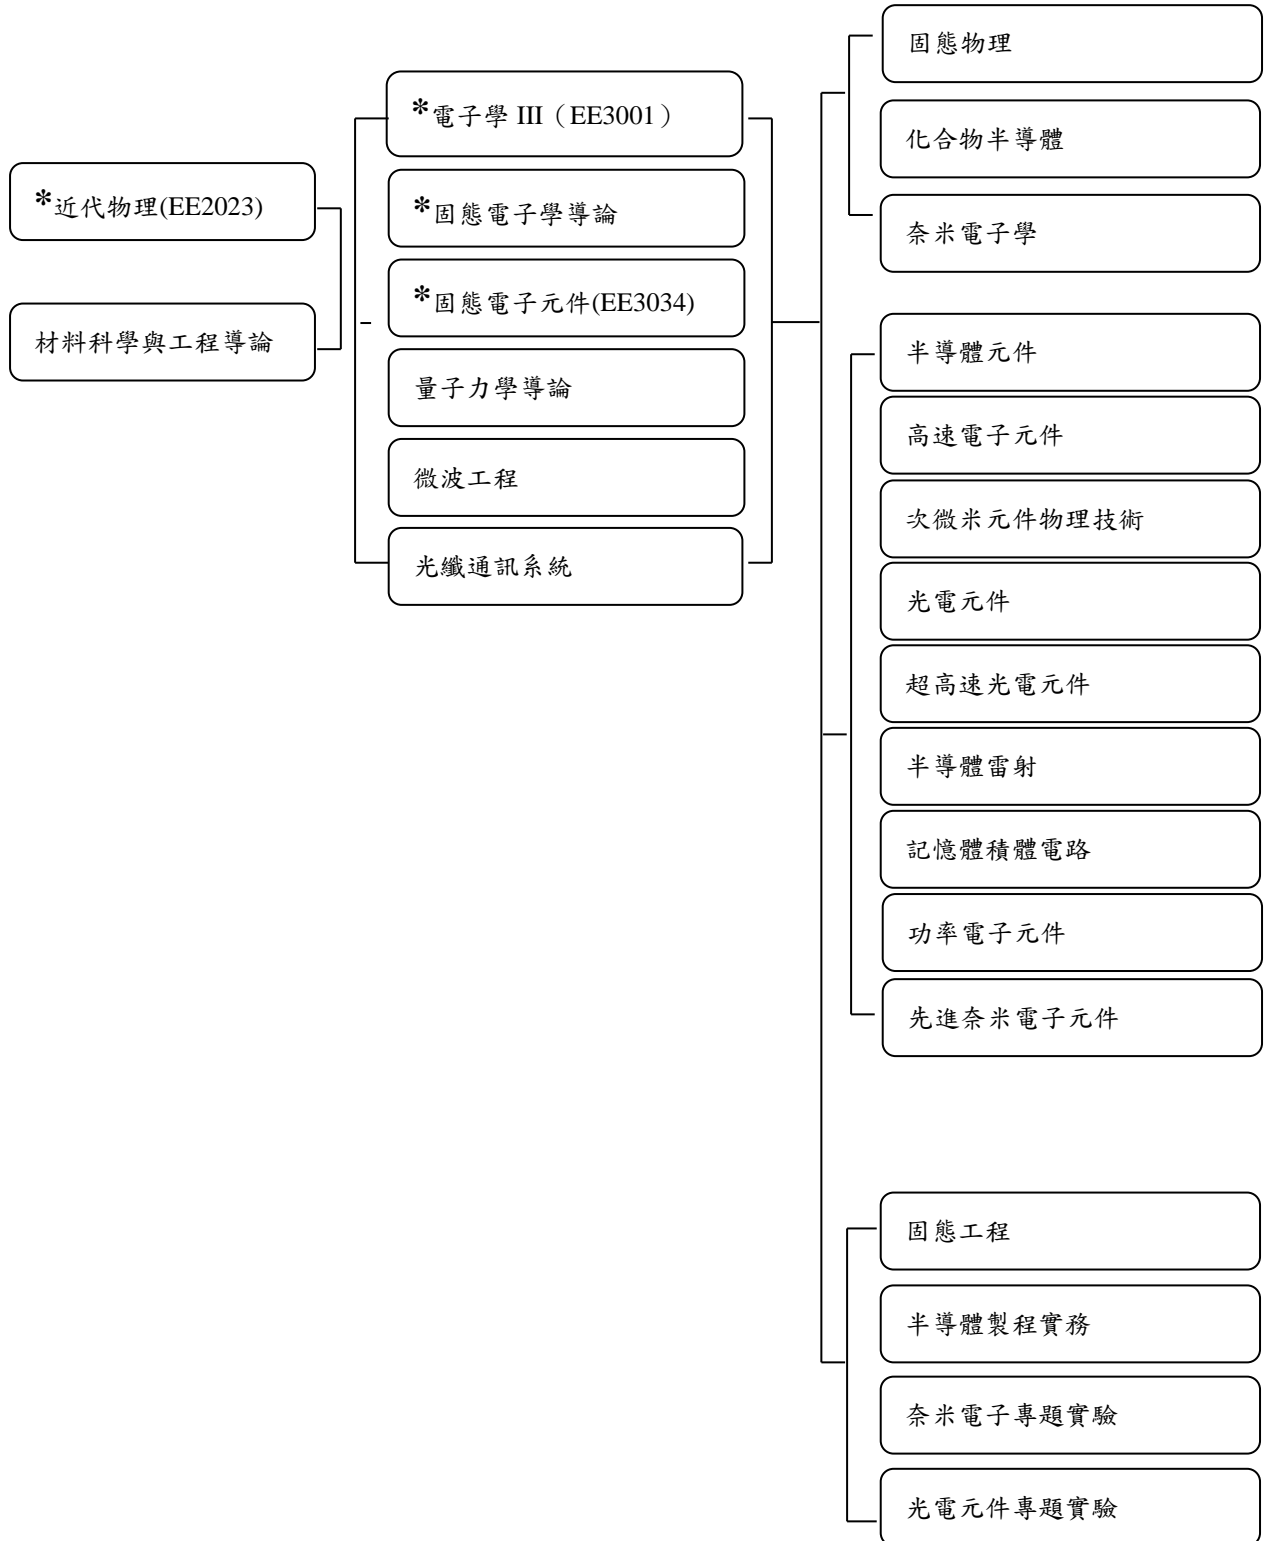 *近代物理(EE2023)
材料科學與工程導論
*電子學 III（EE3001）
*固態電子學導論
*固態電子元件(EE3034)
量子力學導論
微波工程
光纖通訊系統
固態物理
化合物半導體
奈米電子學
半導體元件
高速電子元件
次微米元件物理技術
光電元件
超高速光電元件
半導體雷射
記憶體積體電路
功率電子元件
先進奈米電子元件
固態工程
半導體製程實務
奈米電子專題實驗
光電元件專題實驗